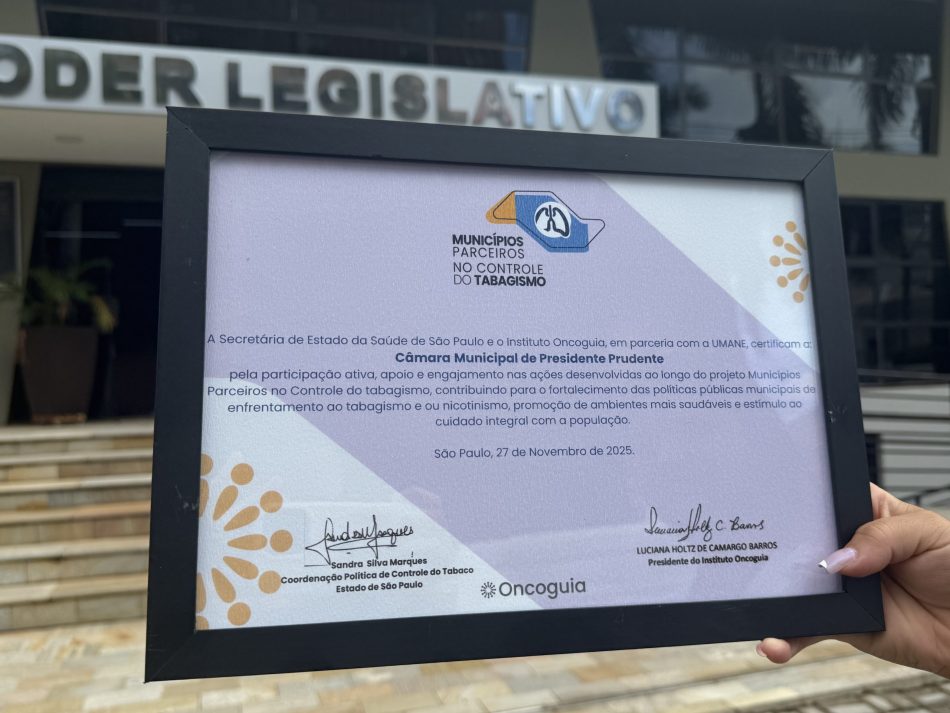 ODER LEGISLATIVO
MUNICÍPIOS
PARCEIROS
NO CONTROLE
DO TABAGISMO
A Secretária de Estado da Saúde de São Paulo e o Instituto Oncoguia, em parceria com a UMANE, certificam a:
Câmara Municipal de Presidente Prudente
pela participação ativa, apoio e engajamento nas ações desenvolvidas ao longo do projeto Municípios
Parceiros no Controle do tabagismo, contribuindo para o fortalecimento das políticas públicas municipais de
enfrentamento ao tabagismo e ou nicotinismo, promoção de ambientes mais saudáveis e estímulo ao
cuidado integral com a população.
São Paulo, 27 de Novembro de 2025.
Sandra Silva Marques
Coordenação Política de Controle do Tabaco
Estado de São Paulo
Luciana Holtz C. Barros
LUCIANA HOLTZ DE CAMARGO BARROS
Presidente do Instituto Oncoguia
Oncoguia